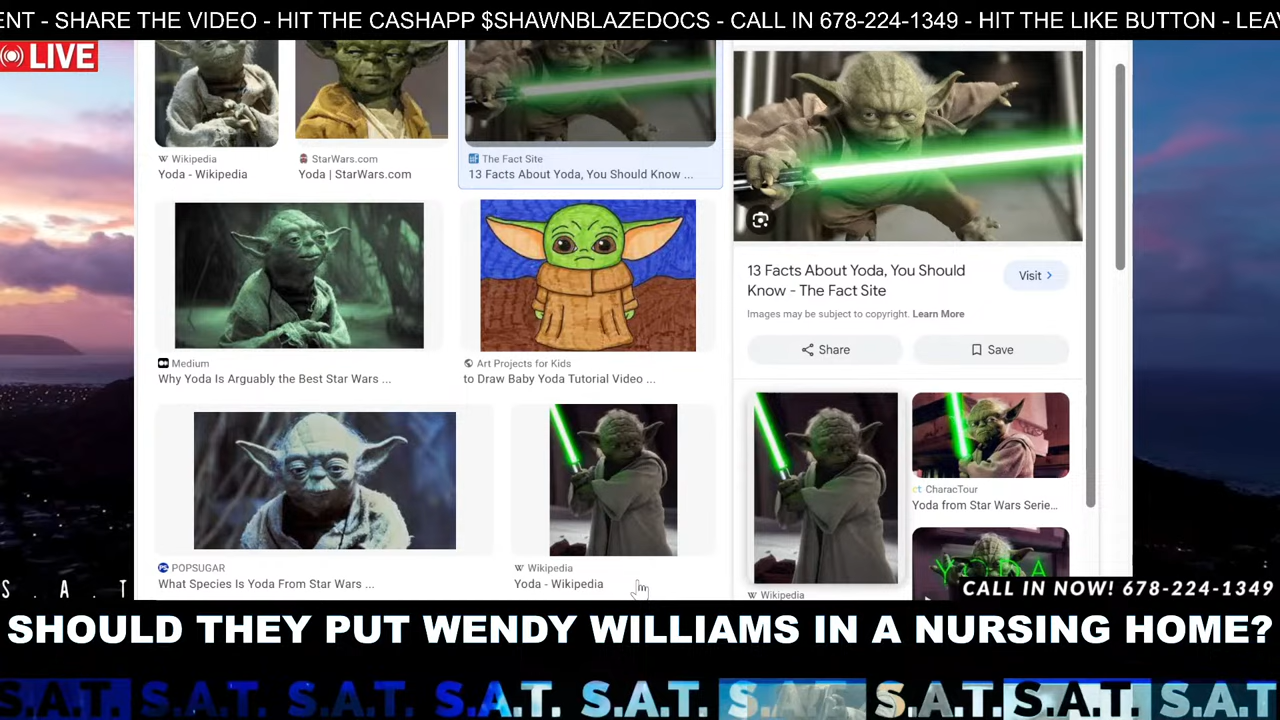 ENT - SHARE THE VIDEO - HIT THE CASHAPP $SHAWNBLAZEDOCS - CALL IN 678-224-1349 - HIT THE LIKE BUTTON - LEA
LIVE
Wikipedia
Yoda - Wikipedia
StarWars.com
Yoda | StarWars.com
The Fact Site
13 Facts About Yoda, You Should Know ...
13 Facts About Yoda, You Should
Know - The Fact Site
Visit >
Images may be subject to copyright. Learn More
Share
Save
Medium
Why Yoda Is Arguably the Best Star Wars ...
Art Projects for Kids
to Draw Baby Yoda Tutorial Video ...
CharacTour
Yoda from Star Wars Serie...
POPSUGAR
What Species Is Yoda From Star Wars ...
Wikipedia
Yoda - Wikipedia
YODA
Wikipedia
S.A.T
CALL IN NOW! 678-224-1349
SHOULD THEY PUT WENDY WILLIAMS IN A NURSING HOME?
S.A.T. S.A.T. S.A.T. S.A.T. S.A.T. S.A.T. S.A.T. S.A.T. S.A.T